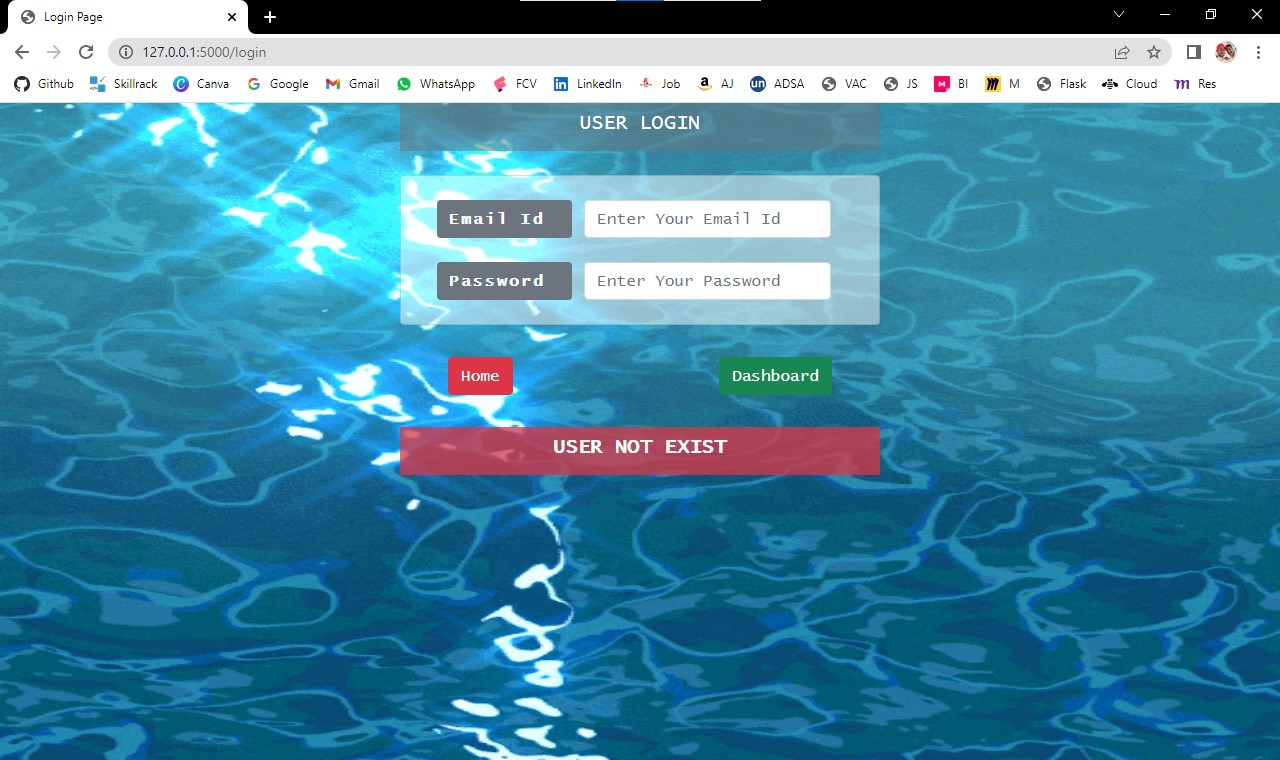 Login Page
127.0.0.1:5000/login
Github Skillrack Canva Google Gmail WhatsApp FCV LinkedIn Job AJ ADSA VAC JS BI M Flask Cloud Res
USER LOGIN
Email Id Enter Your Email Id
Password Enter Your Password
Home Dashboard
USER NOT EXIST